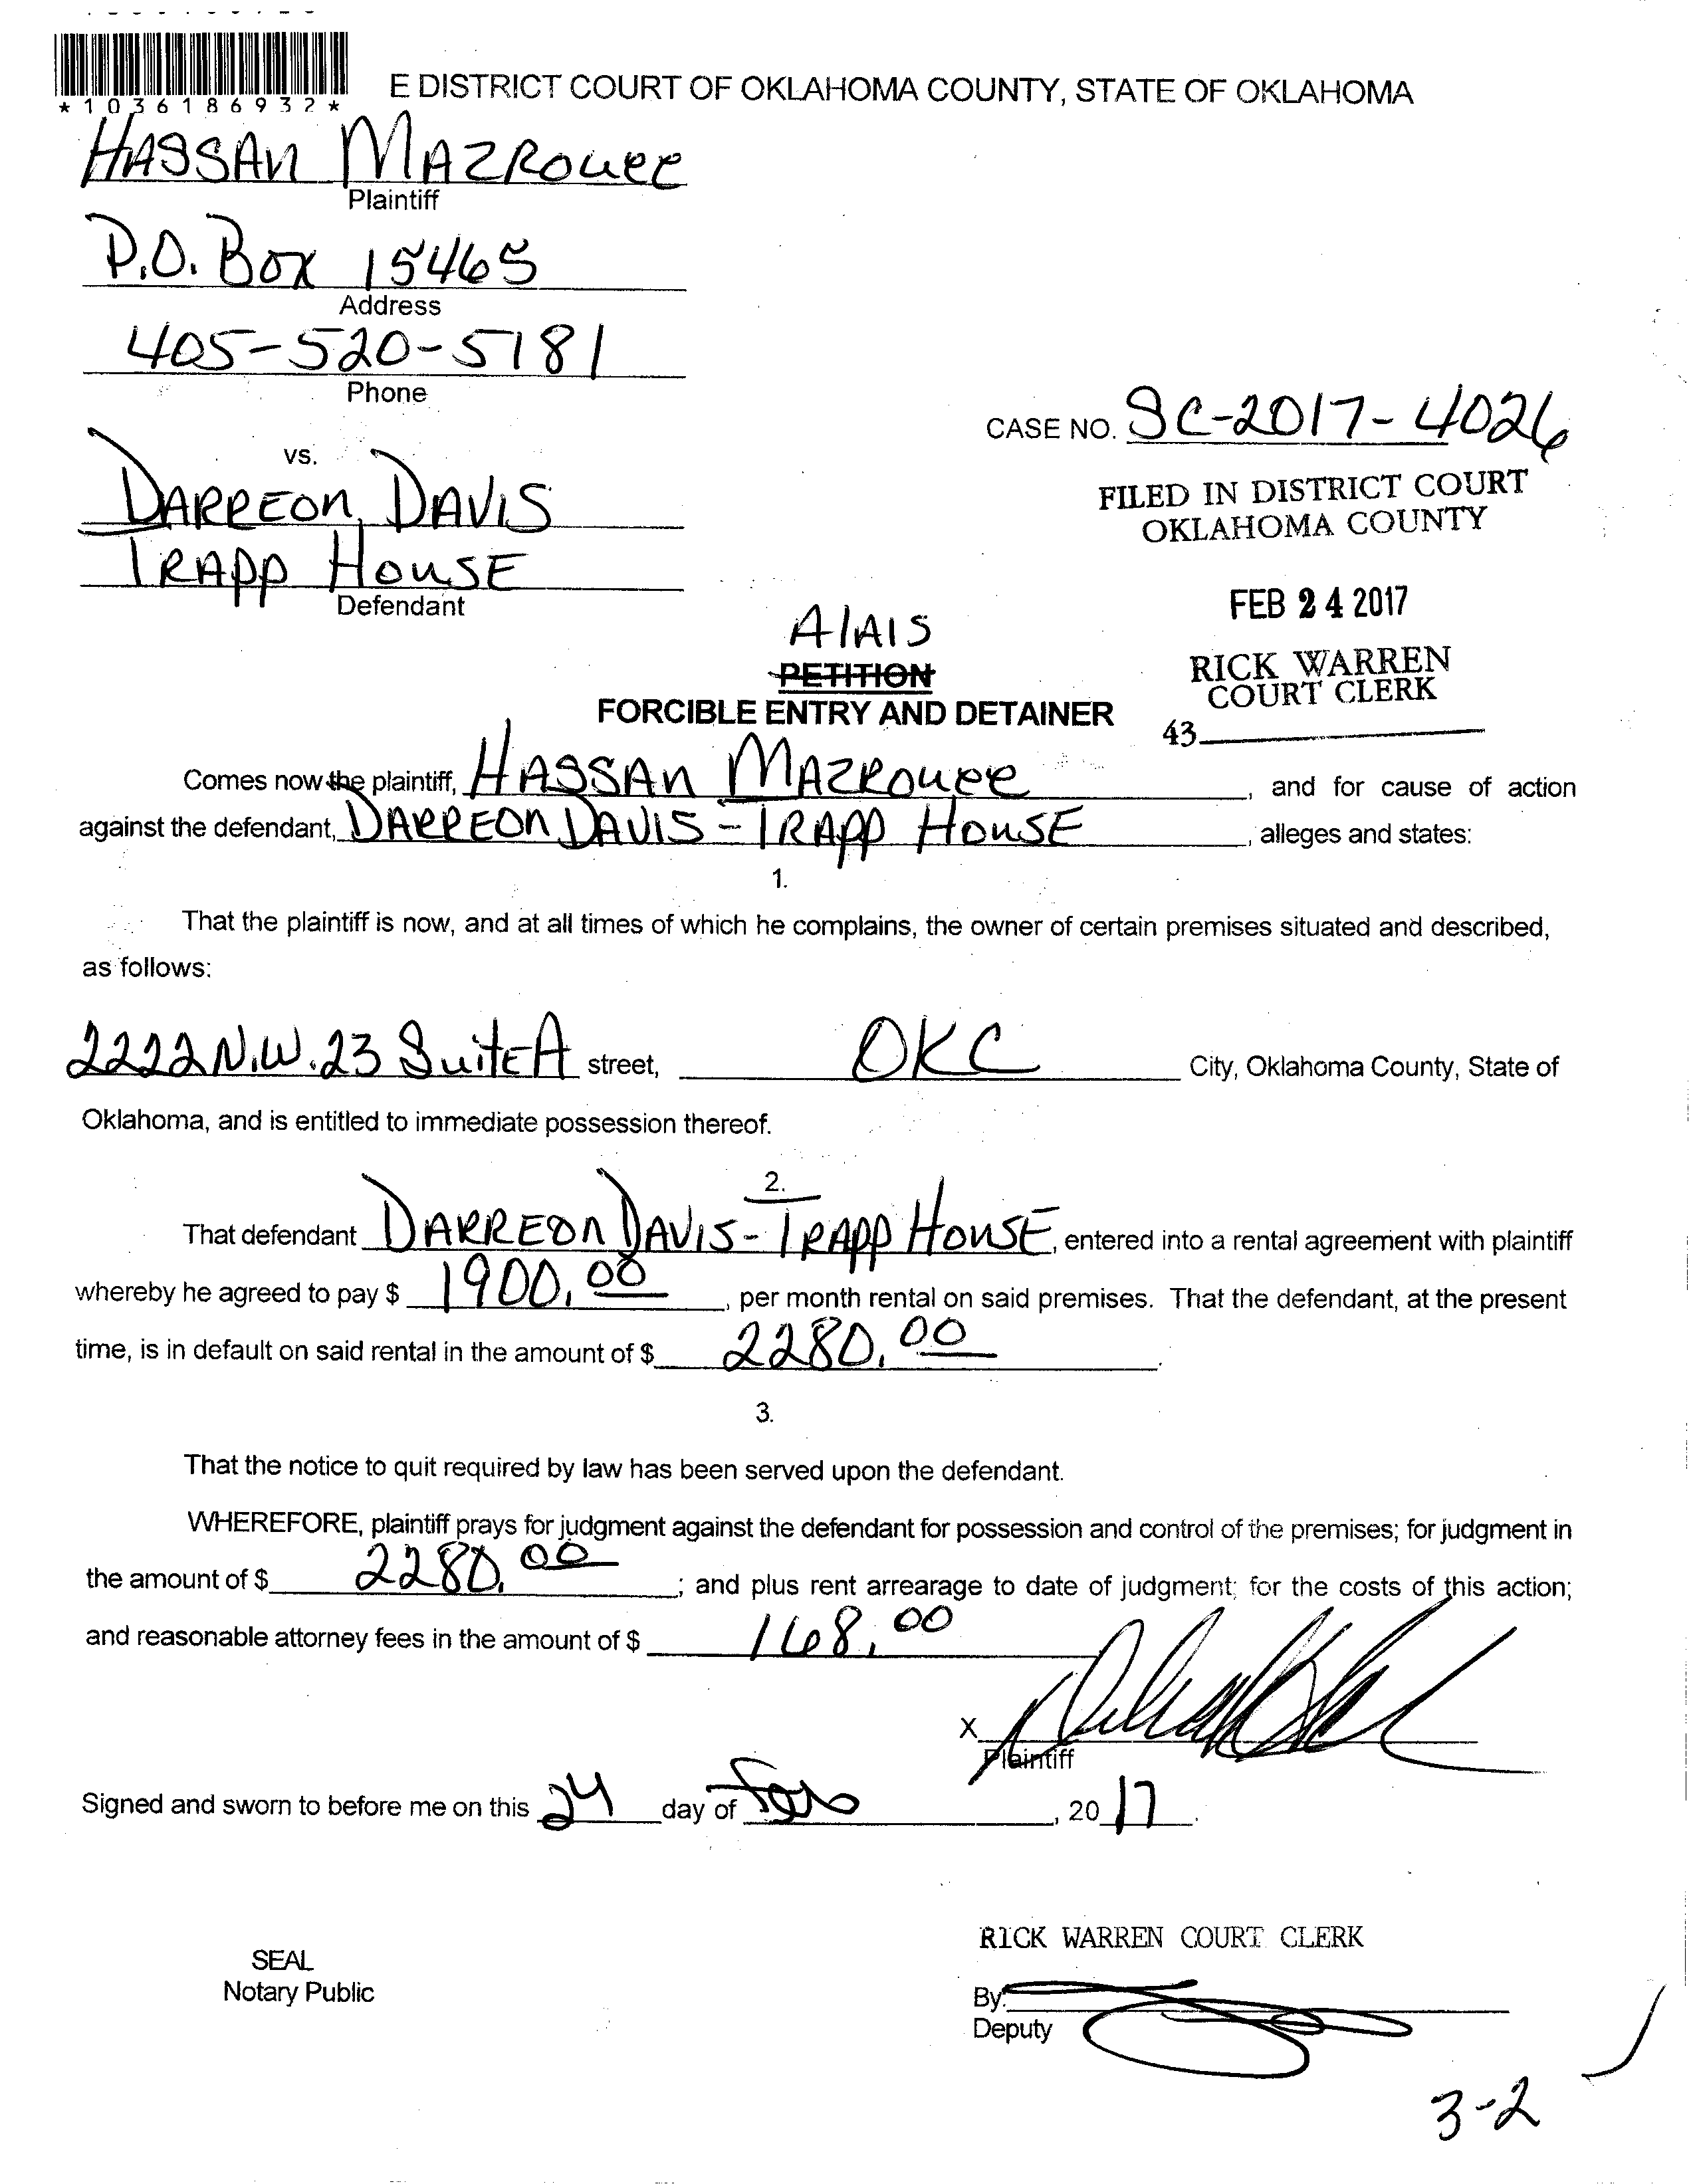 *1036186932*
E DISTRICT COURT OF OKLAHOMA COUNTY, STATE OF OKLAHOMA
HASSAN MAZROUEE
Plaintiff
P.O. Box 15465
Address
405-520-5181
Phone
CASE NO. SC-2017-4026
vs.
FILED IN DISTRICT COURT
OKLAHOMA COUNTY
DARREON DAVIS
TRAPP HOUSE
Defendant
FEB 24 2017
AlAIS
PETITION
RICK WARREN
COURT CLERK
FORCIBLE ENTRY AND DETAINER
43
Comes now the plaintiff, HASSAN MAZROUEE, and for cause of action
against the defendant, DARREON DAVIS - TRAPP HOUSE, alleges and states:
1.
That the plaintiff is now, and at all times of which he complains, the owner of certain premises situated and described,
as follows:
2222 N.W. 23 SuitEA street, OKC City, Oklahoma County, State of
Oklahoma, and is entitled to immediate possession thereof.
2.
That defendant DARREON DAVIS - TRAPP HOUSE, entered into a rental agreement with plaintiff
whereby he agreed to pay $ 1900.00, per month rental on said premises. That the defendant, at the present
time, is in default on said rental in the amount of $ 2280.00.
3.
That the notice to quit required by law has been served upon the defendant.
WHEREFORE, plaintiff prays for judgment against the defendant for possession and control of the premises; for judgment in
the amount of $ 2280.00; and plus rent arrearage to date of judgment; for the costs of this action;
and reasonable attorney fees in the amount of $ 168.00
X
Plaintiff
Signed and sworn to before me on this 24 day of Feb, 2017.
RICK WARREN COURT CLERK
SEAL
Notary Public
By:
Deputy
3-2